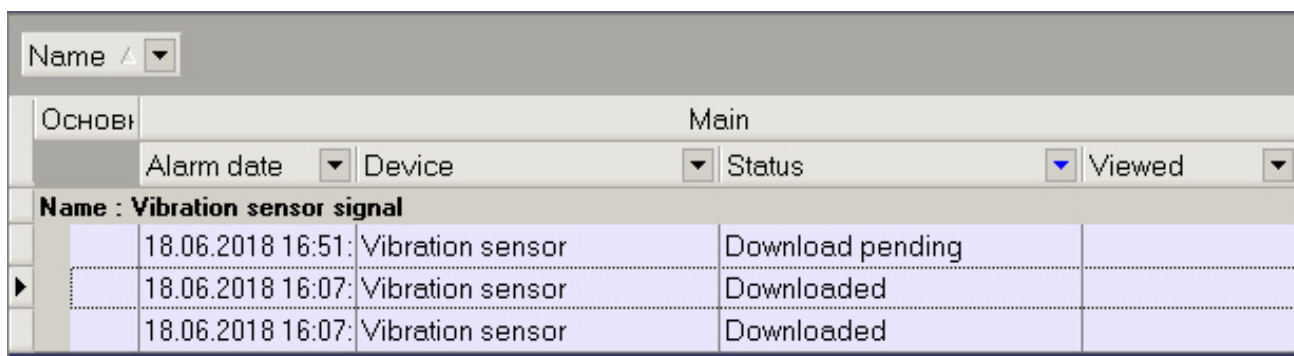 Name
Основн Main
Alarm date Device Status Viewed
Name : Vibration sensor signal
18.06.2018 16:51: Vibration sensor Download pending
18.06.2018 16:07: Vibration sensor Downloaded
18.06.2018 16:07: Vibration sensor Downloaded